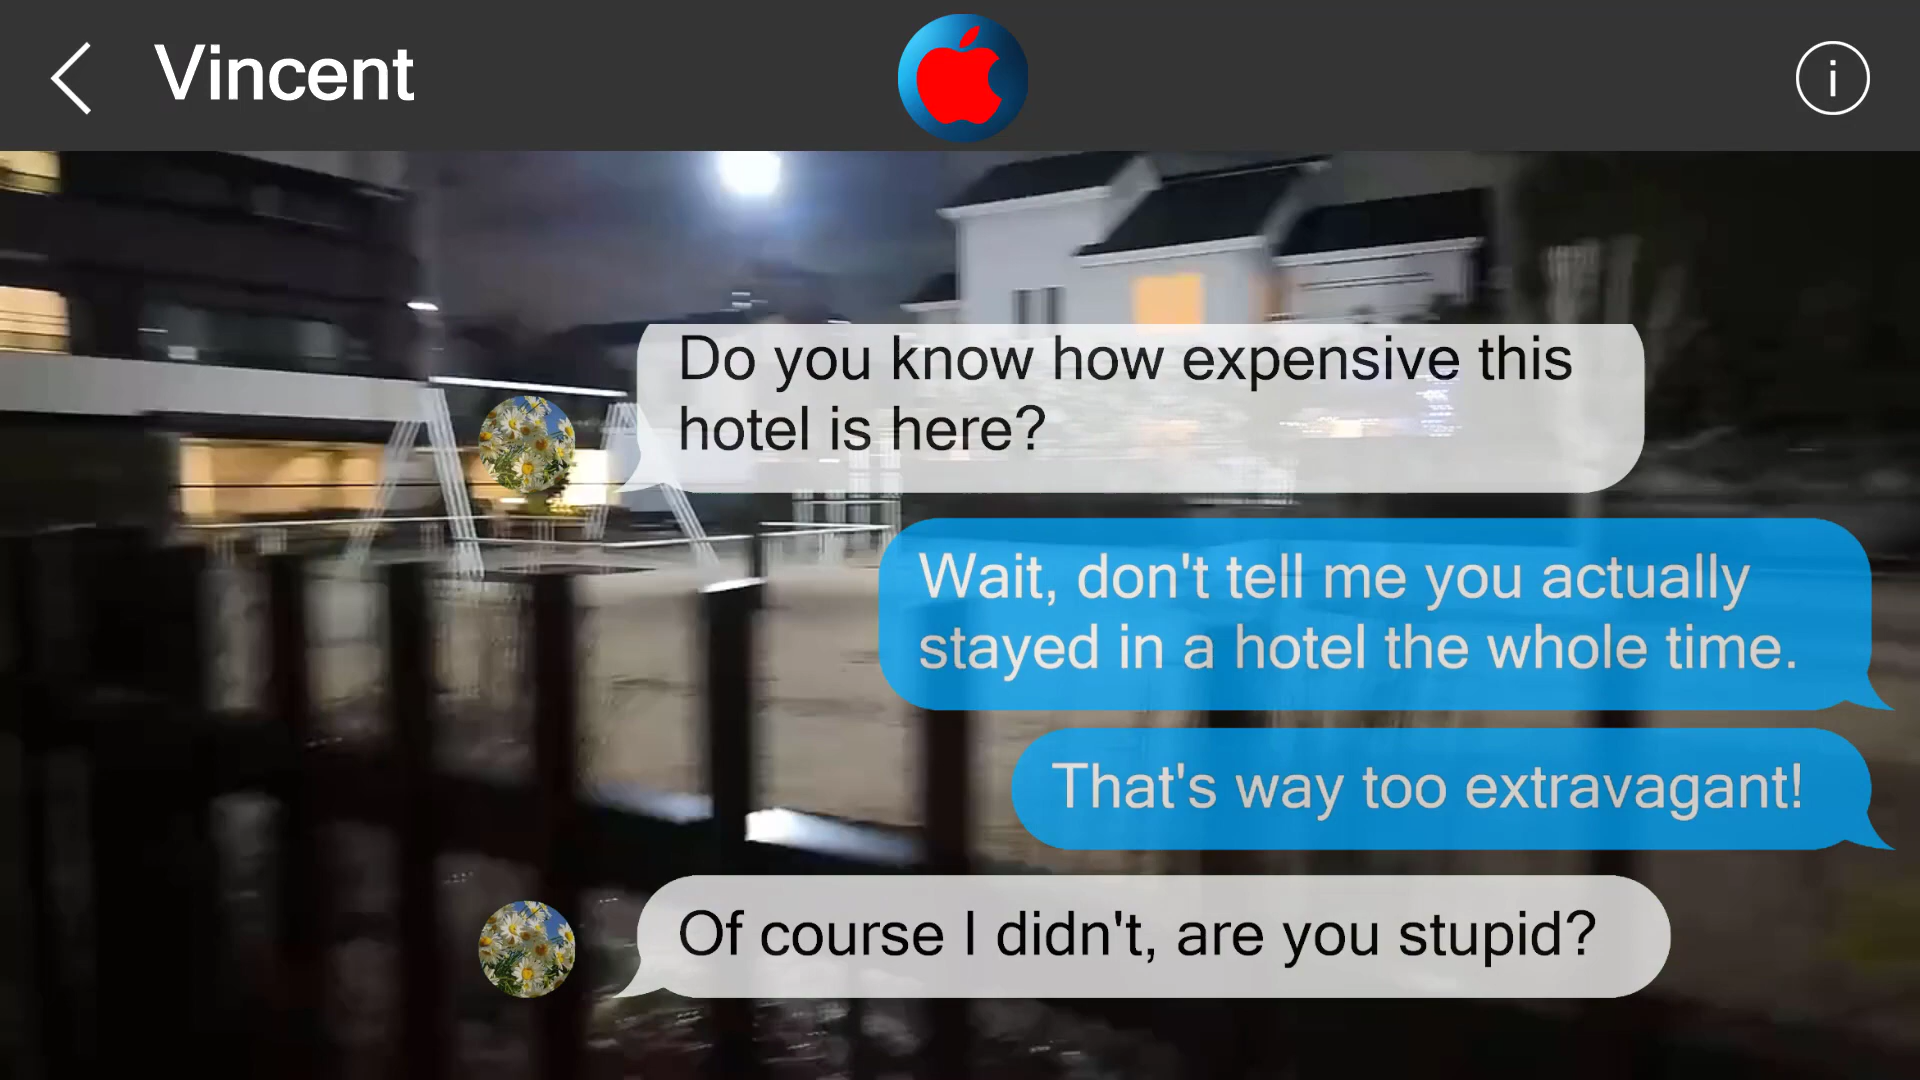 Vincent
i
Do you know how expensive this
hotel is here?
Wait, don't tell me you actually
stayed in a hotel the whole time.
That's way too extravagant!
Of course I didn't, are you stupid?